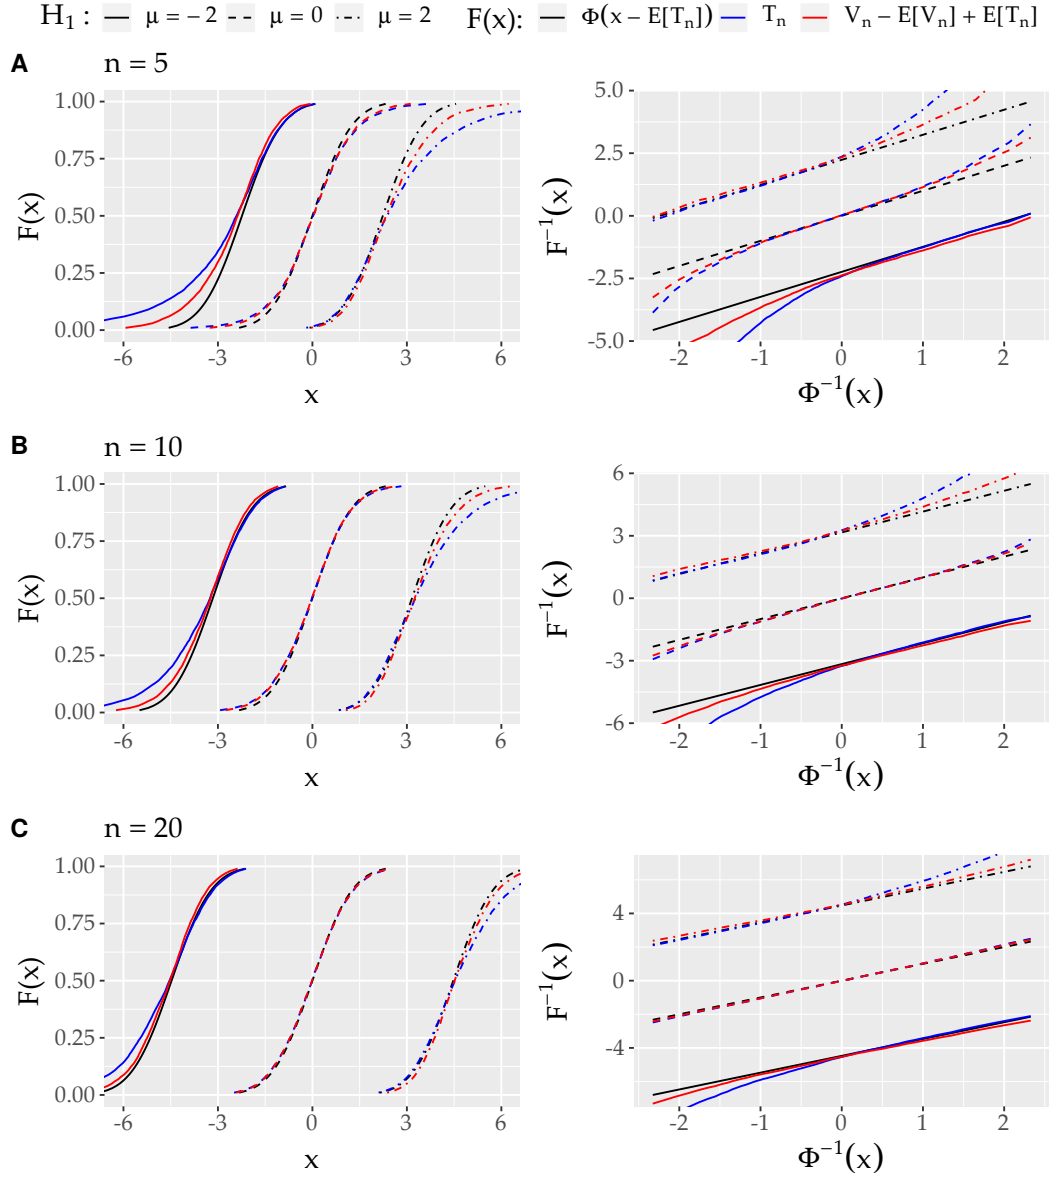 H₁ : μ = − 2 μ = 0 μ = 2 F(x): Φ(x − E[Tₙ]) Tₙ Vₙ − E[Vₙ] + E[Tₙ]
A n = 5
1.00
0.75
0.50
0.25
0.00
F(x)
-6 -3 0 3 6
x
5.0
2.5
0.0
-2.5
-5.0
F⁻¹(x)
-2 -1 0 1 2
Φ⁻¹(x)
B n = 10
1.00
0.75
0.50
0.25
0.00
F(x)
-6 -3 0 3 6
x
6
3
0
-3
-6
F⁻¹(x)
-2 -1 0 1 2
Φ⁻¹(x)
C n = 20
1.00
0.75
0.50
0.25
0.00
F(x)
-6 -3 0 3 6
x
4
0
-4
F⁻¹(x)
-2 -1 0 1 2
Φ⁻¹(x)